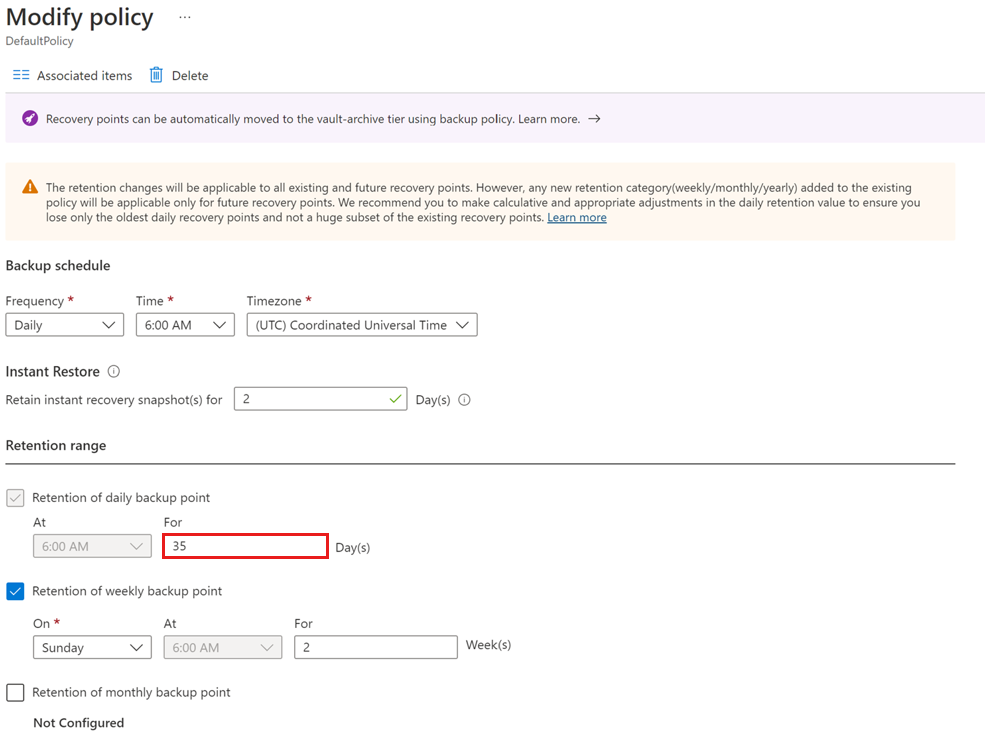 Modify policy ...
DefaultPolicy
Associated items Delete
Recovery points can be automatically moved to the vault-archive tier using backup policy. Learn more. →
The retention changes will be applicable to all existing and future recovery points. However, any new retention category(weekly/monthly/yearly) added to the existing
policy will be applicable only for future recovery points. We recommend you to make calculative and appropriate adjustments in the daily retention value to ensure you
lose only the oldest daily recovery points and not a huge subset of the existing recovery points. Learn more
Backup schedule
Frequency * Time * Timezone *
Daily 6:00 AM (UTC) Coordinated Universal Time
Instant Restore
Retain instant recovery snapshot(s) for 2 Day(s)
Retention range
Retention of daily backup point
At For
6:00 AM 35 Day(s)
Retention of weekly backup point
On * At For
Sunday 6:00 AM 2 Week(s)
Retention of monthly backup point
Not Configured